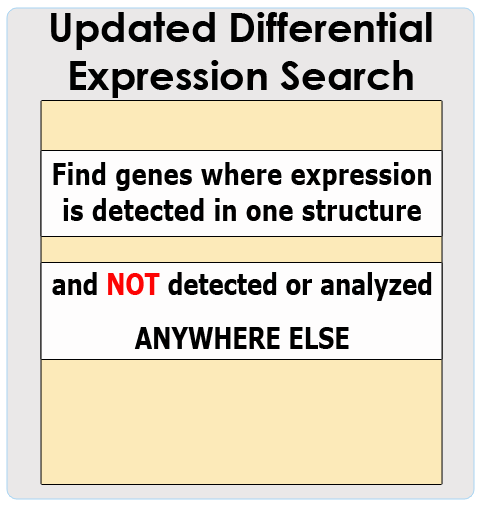 Updated Differential
Expression Search
Find genes where expression
is detected in one structure
and NOT detected or analyzed
ANYWHERE ELSE